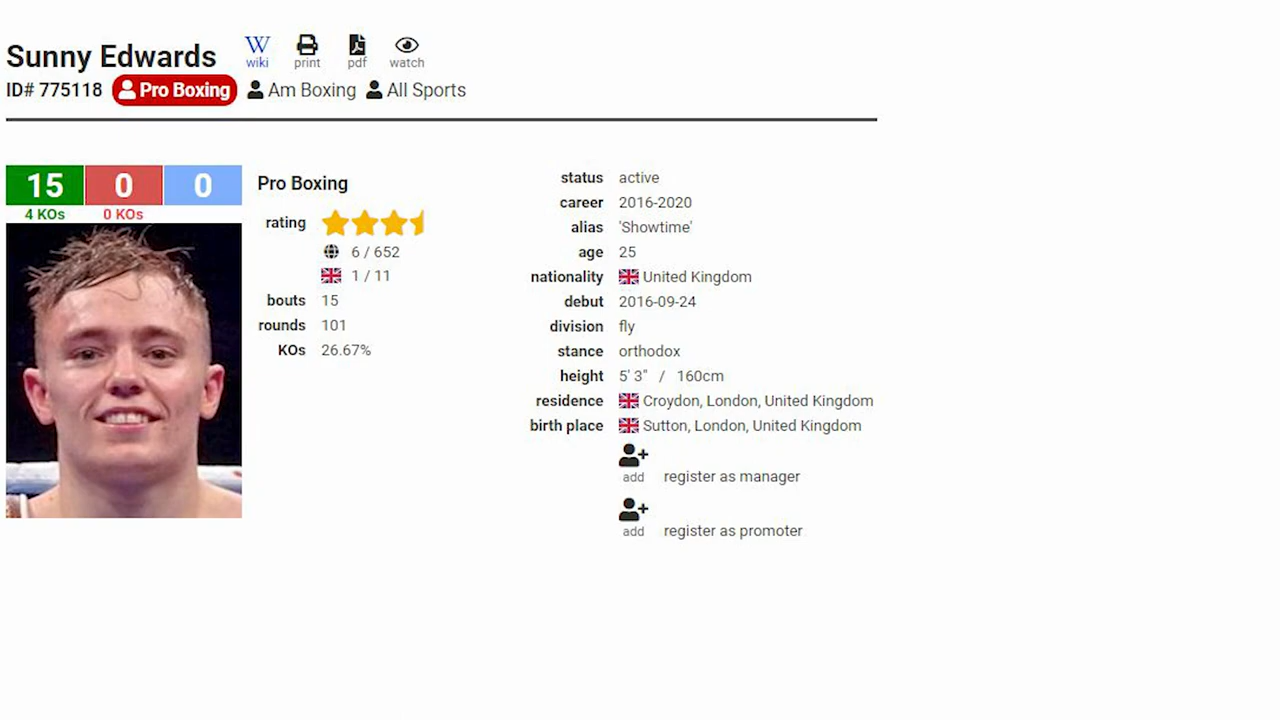 Sunny Edwards
wiki print pdf watch
ID# 775118 Pro Boxing Am Boxing All Sports
15 0 0
4 KOs 0 KOs
Pro Boxing
rating
6 / 652
1 / 11
bouts 15
rounds 101
KOs 26.67%
status active
career 2016-2020
alias 'Showtime'
age 25
nationality United Kingdom
debut 2016-09-24
division fly
stance orthodox
height 5' 3" / 160cm
residence Croydon, London, United Kingdom
birth place Sutton, London, United Kingdom
add register as manager
add register as promoter